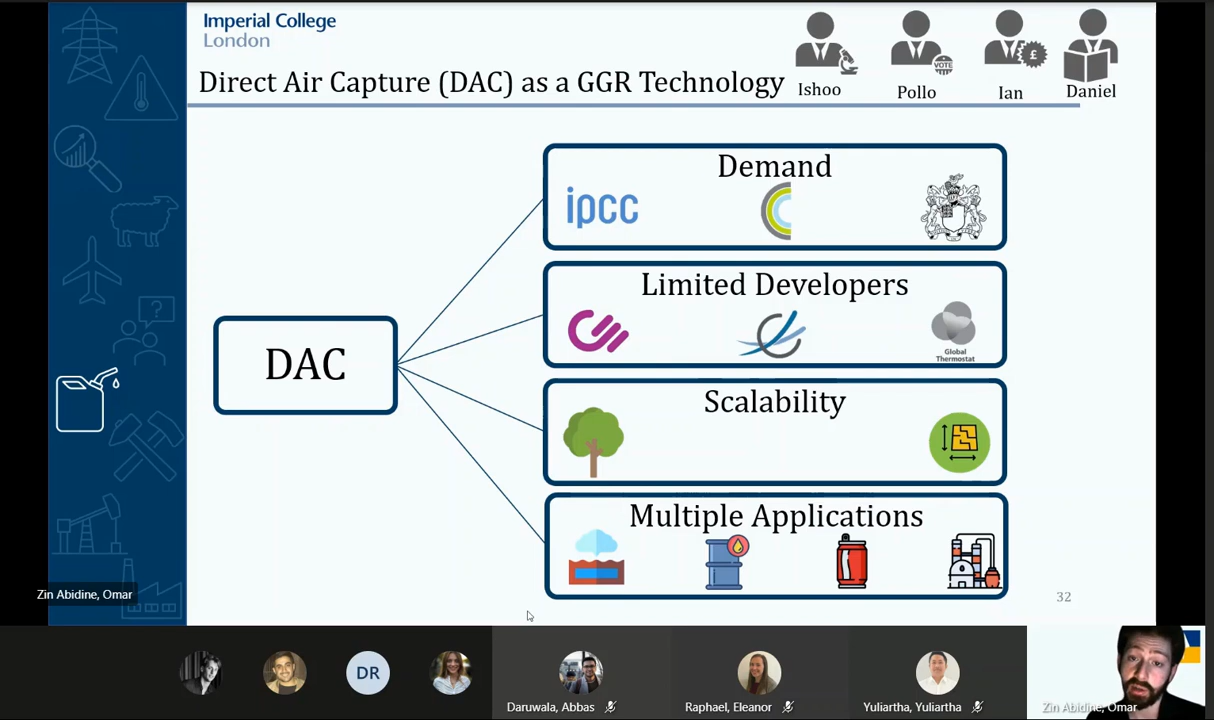 Imperial College
London
Direct Air Capture (DAC) as a GGR Technology
VOTE
£
Ishoo
Pollo
Ian
Daniel
Demand
ipcc
Limited Developers
Global
Thermostat
DAC
Scalability
Multiple Applications
32
Zin Abidine, Omar
DR
Daruwala, Abbas
Raphael, Eleanor
Yuliartha, Yuliartha
Zin Abidine, Omar